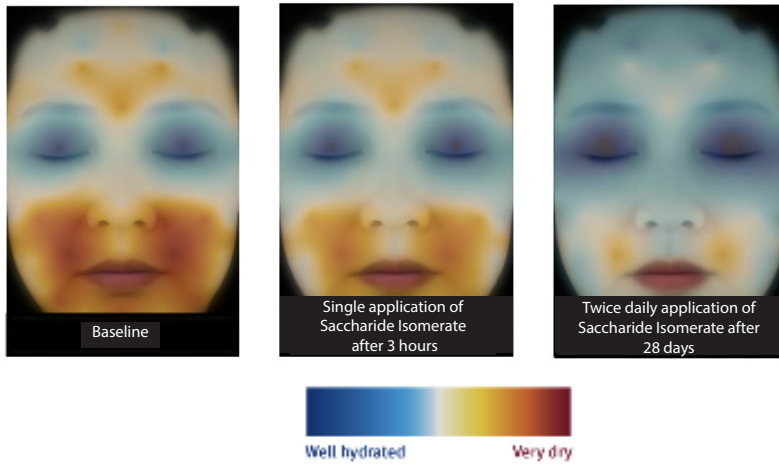 Baseline
Single application of
Saccharide Isomerate
after 3 hours
Twice daily application of
Saccharide Isomerate after
28 days
Well hydrated
Very dry